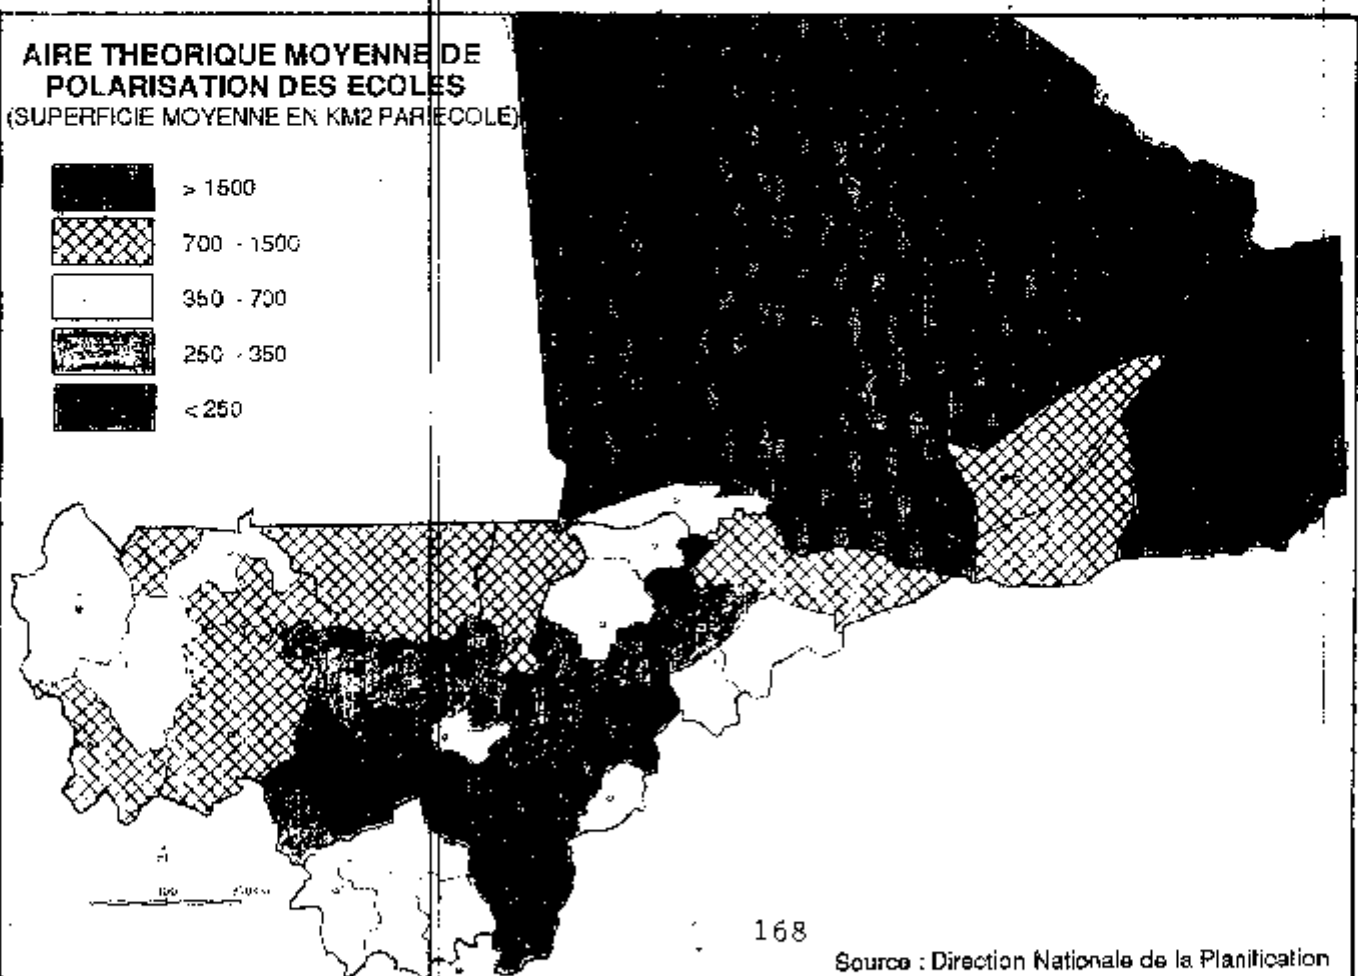 AIRE THEORIQUE MOYENNE DE
POLARISATION DES ECOLES
(SUPERFICIE MOYENNE EN KM2 PAR ECOLE)
> 1500
700 - 1500
350 - 700
250 - 350
< 250
100
168
Source : Direction Nationale de la Planification